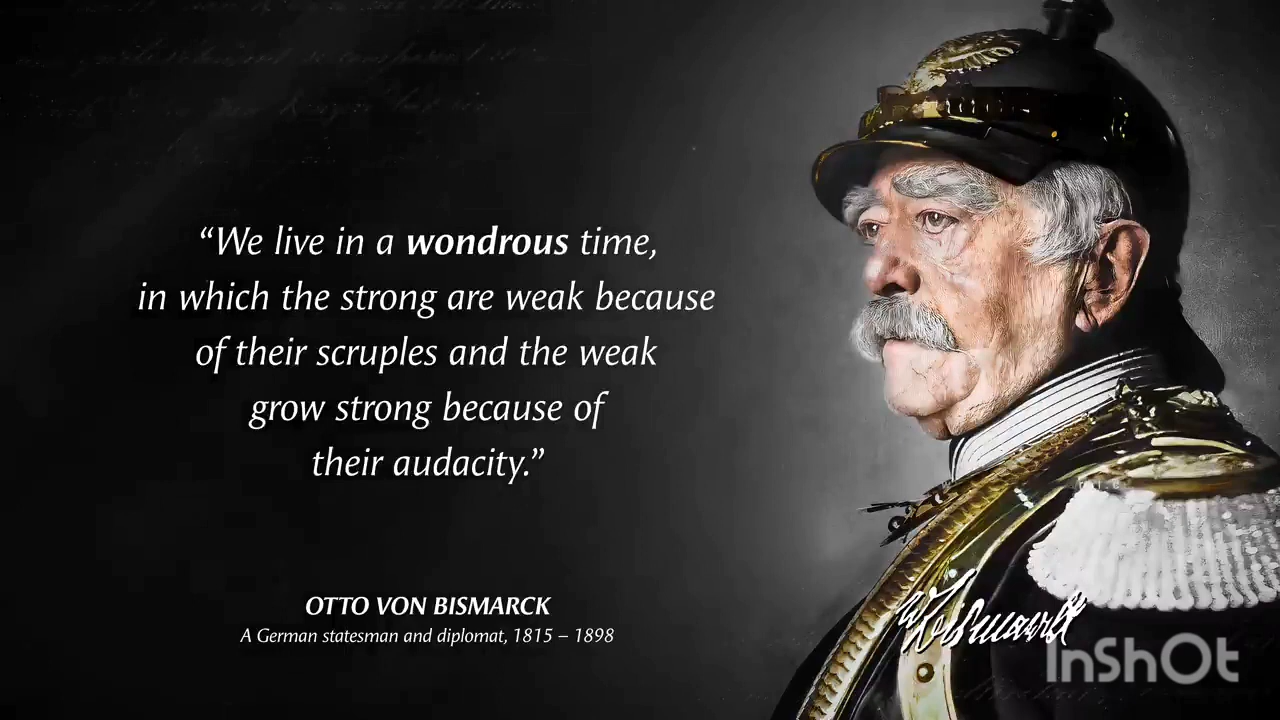 “We live in a wondrous time,
in which the strong are weak because
of their scruples and the weak
grow strong because of
their audacity.”
OTTO VON BISMARCK
A German statesman and diplomat, 1815 – 1898
InShOt